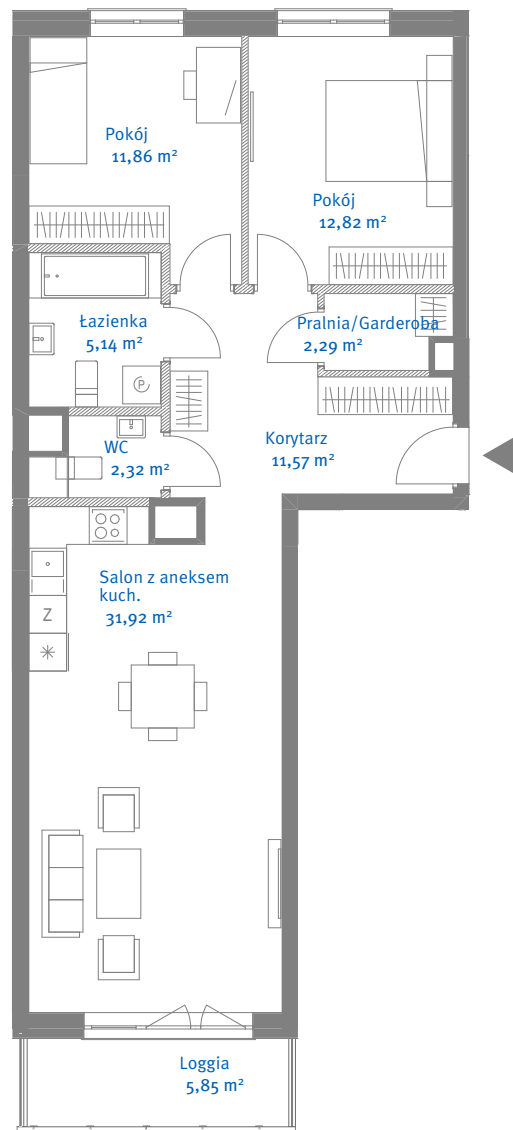 Pokój
11,86 m²
Pokój
12,82 m²
Łazienka
5,14 m²
Pralnia/Garderoba
2,29 m²
P
WC
2,32 m²
Korytarz
11,57 m²
Salon z aneksem
kuch.
31,92 m²
Z
Loggia
5,85 m²